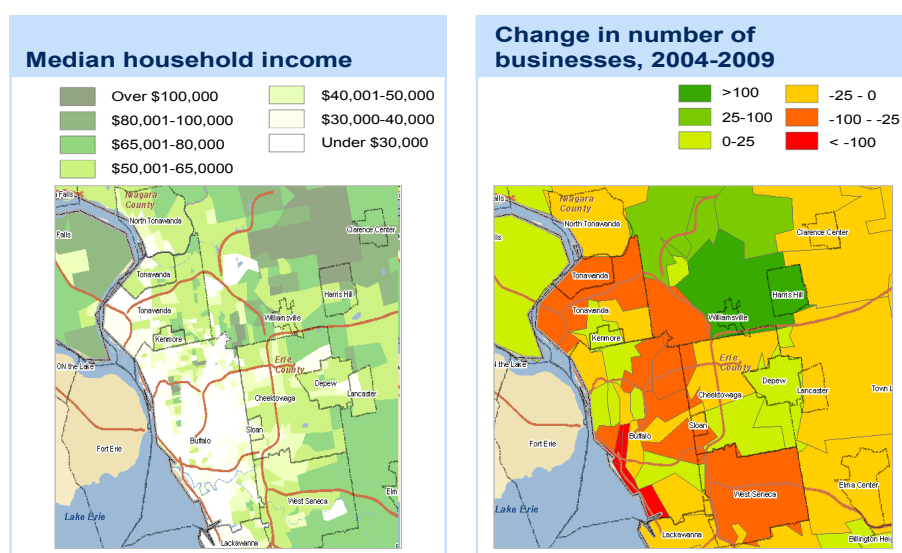 Median household income
Over $100,000
$80,001-100,000
$65,001-80,000
$50,001-65,0000
$40,001-50,000
$30,000-40,000
Under $30,000
Falls
Niagara
County
North Tonawanda
Clarence Center
Falls
Tonawanda
Harris Hill
Tonawanda
Williamsville
Kenmore
ON the Lake
Erie
County
Depew
Lancaster
Cheektowaga
Sloan
Buffalo
Fort Erie
Elm
West Seneca
Lake Erie
Lackawanna
Change in number of
businesses, 2004-2009
>100
25-100
0-25
-25 - 0
-100 - -25
< -100
alls
Niagara
County
North Tonawanda
Clarence Center
lls
Tonawanda
Harris Hill
Tonawanda
Williamsville
Kenmore
Erie
County
N the Lake
Depew
Town L
Lancaster
Cheektowaga
Sloan
Buffalo
Fort Erie
Elma Center
West Seneca
Lake Erie
Lackawanna
Billington Heig